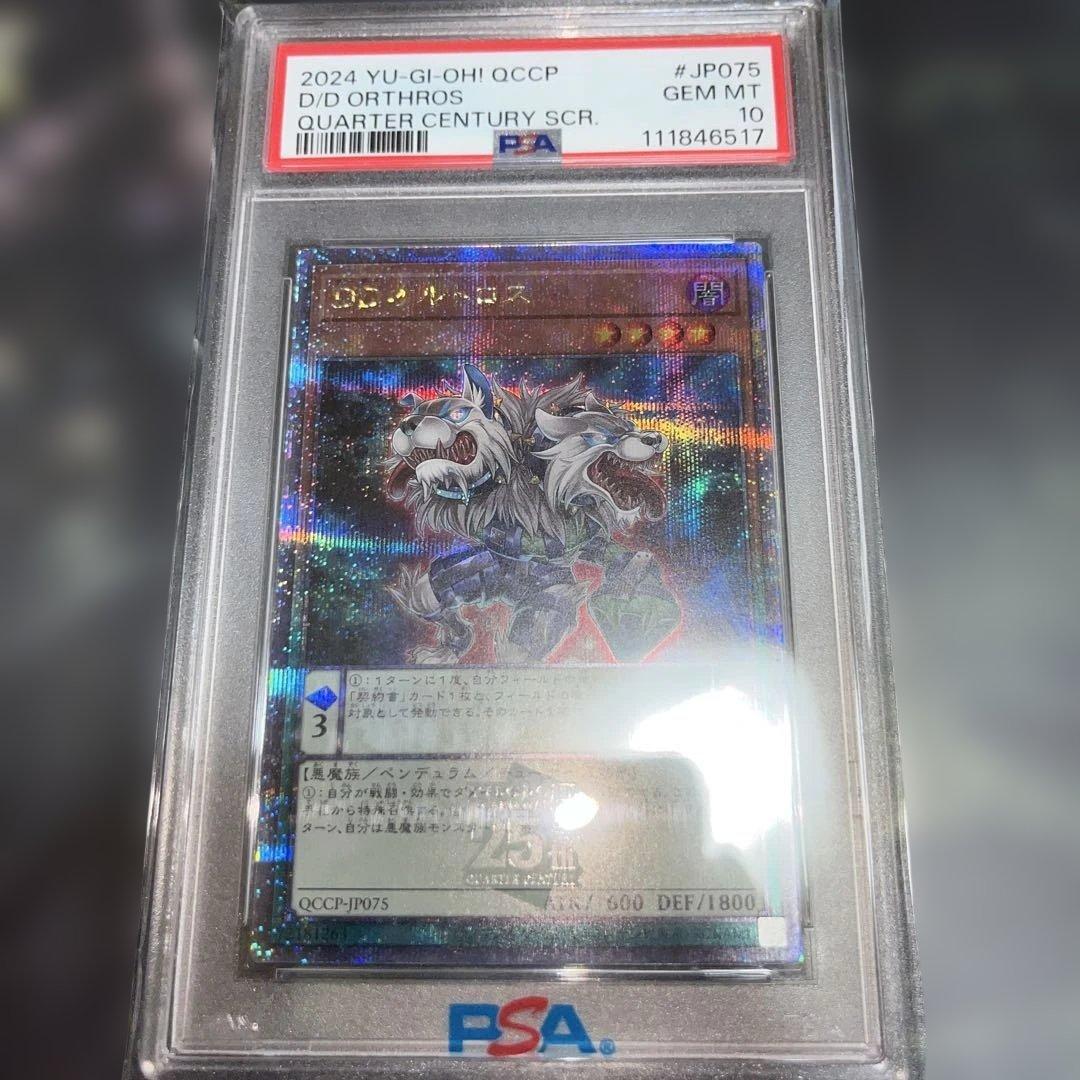 2024 YU-GI-OH! QCCP #JP075
D/D ORTHROS GEM MT
QUARTER CENTURY SCR. 10
PSA 111846517
DDオルトロス 闇
①:1ターンに1度、自分フィールドの
「契約書」カード1枚と、フィールドの
対象として発動できる。そのカード
3
【悪魔族/ペンデュラム/チュー
①:自分が戦闘・効果でダメ
手札から特殊召喚
ターン、自分は悪魔族モンス
25th
QUARTER CENTURY
QCCP-JP075 ATK/ 600 DEF/1800
PSA®